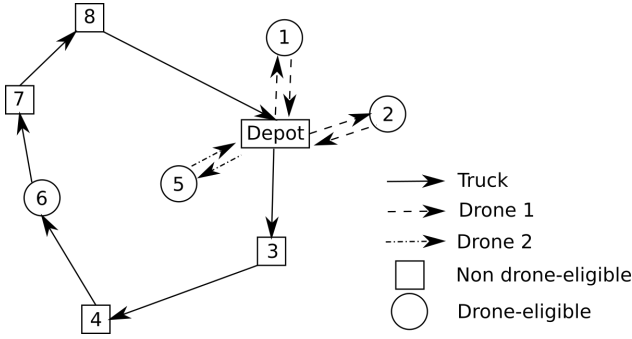 8
1
7
Depot
2
5
6
3
4
Truck
Drone 1
Drone 2
Non drone-eligible
Drone-eligible